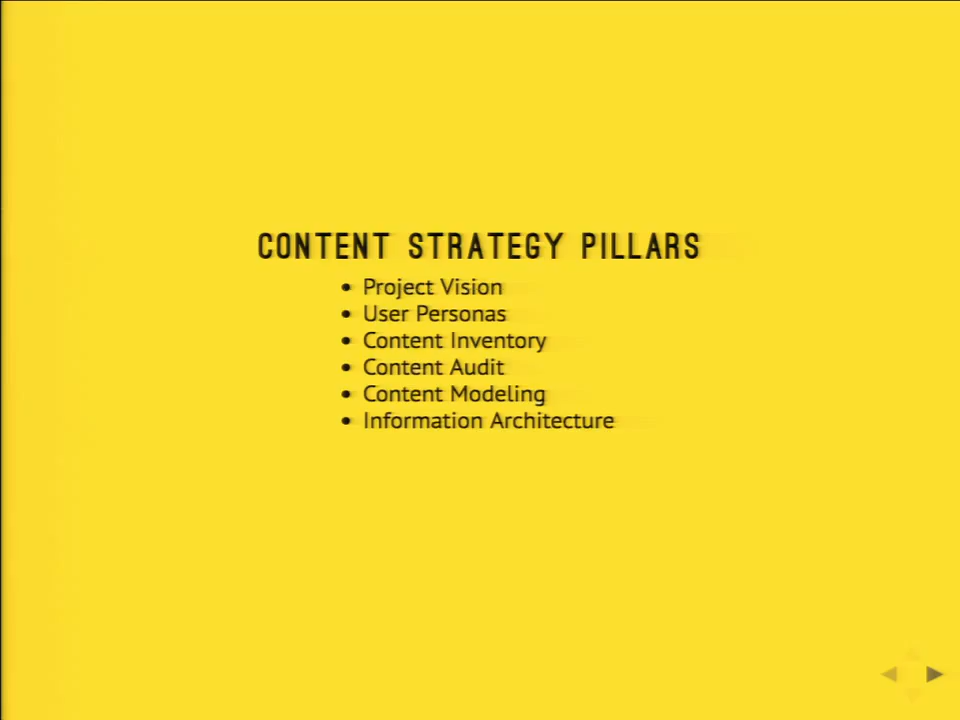 CONTENT STRATEGY PILLARS
• Project Vision
• User Personas
• Content Inventory
• Content Audit
• Content Modeling
• Information Architecture